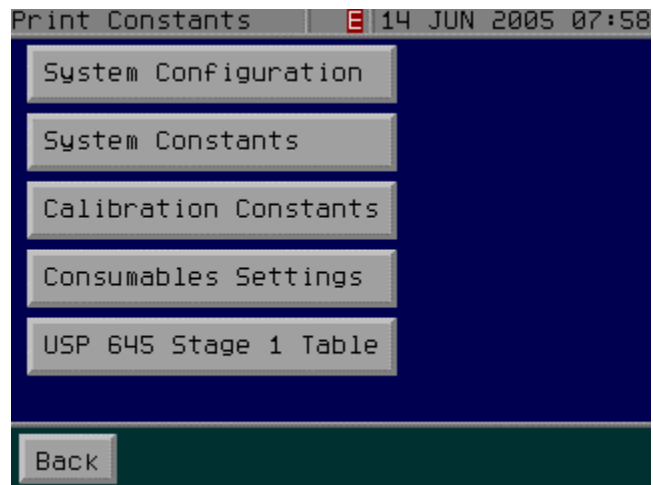 Print Constants E 14 JUN 2005 07:58
System Configuration
System Constants
Calibration Constants
Consumables Settings
USP 645 Stage 1 Table
Back